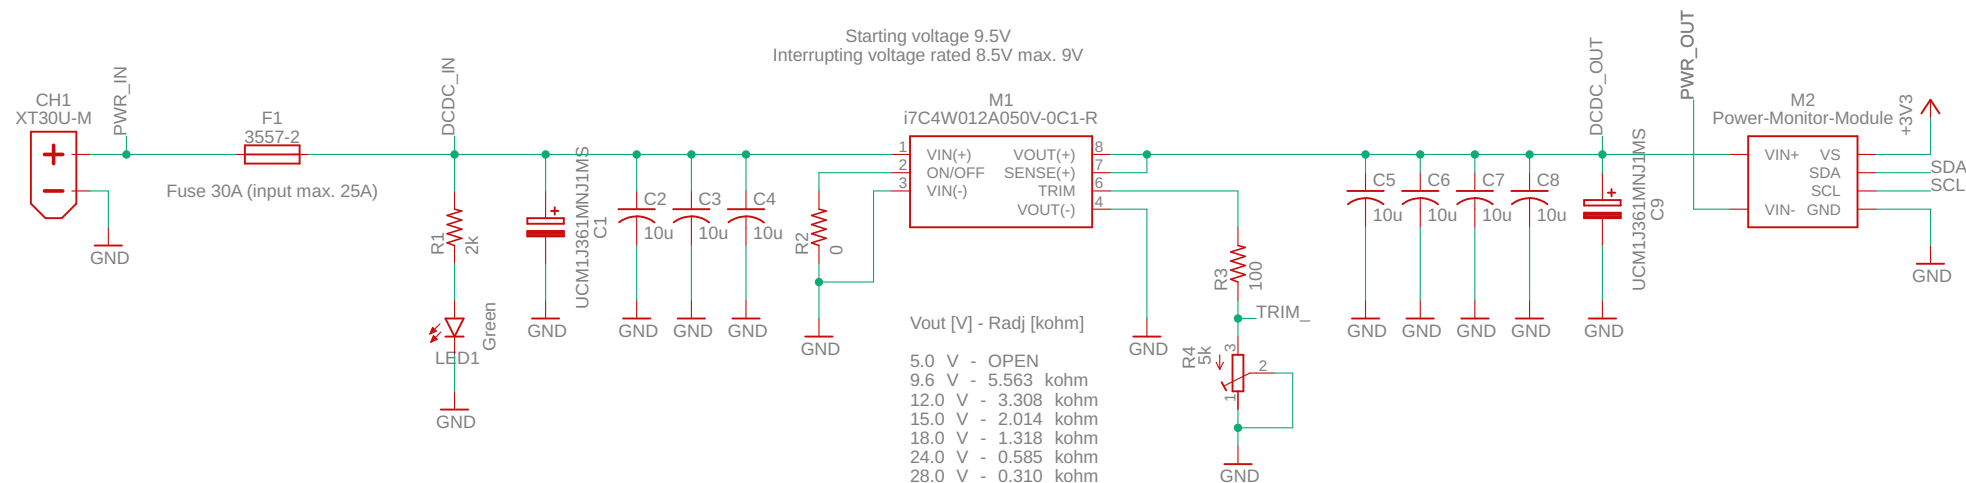 Starting voltage 9.5V
Interrupting voltage rated 8.5V max. 9V
CH1
XT30U-M
PWR_IN
F1
3557-2
Fuse 30A (input max. 25A)
GND
DCDC_IN
R1
2k
Green
LED1
GND
UCM1J361MNJ1MS
C1
GND
C2
10u
GND
C3
10u
GND
C4
10u
GND
R2
0
GND
M1
i7C4W012A050V-0C1-R
1 VIN(+)
2 ON/OFF
3 VIN(-)
VOUT(+) 8
SENSE(+) 7
TRIM 6
VOUT(-) 4
GND
R3
100
TRIM_
R4
5k
3
2
1
GND
Vout [V] - Radj [kohm]
5.0 V - OPEN
9.6 V - 5.563 kohm
12.0 V - 3.308 kohm
15.0 V - 2.014 kohm
18.0 V - 1.318 kohm
24.0 V - 0.585 kohm
28.0 V - 0.310 kohm
C5
10u
GND
C6
10u
GND
C7
10u
GND
C8
10u
GND
DCDC_OUT
UCM1J361MNJ1MS
C9
GND
PWR_OUT
M2
Power-Monitor-Module
VIN+ VS
SDA
SCL
VIN- GND
+3V3
SDA
SCL
GND